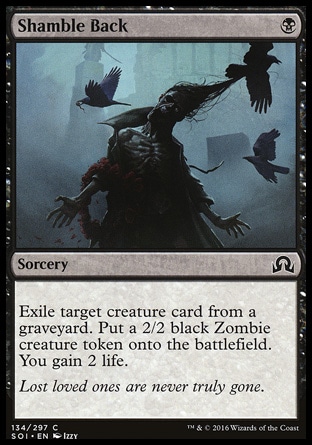 Shamble Back
Sorcery
Exile target creature card from a
graveyard. Put a 2/2 black Zombie
creature token onto the battlefield.
You gain 2 life.
Lost loved ones are never truly gone.
134/297 C
SOI • EN Izzy
™ & © 2016 Wizards of the Coast